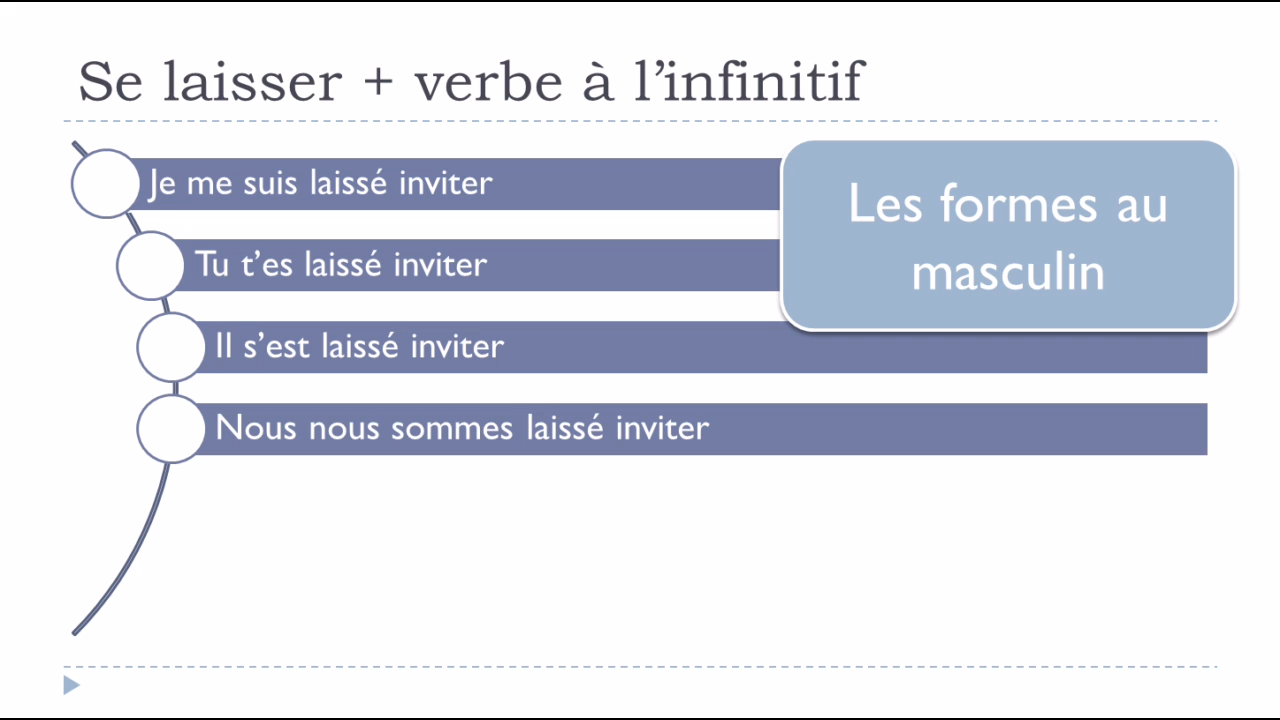 Se laisser + verbe à l’infinitif
Je me suis laissé inviter
Tu t’es laissé inviter
Il s’est laissé inviter
Nous nous sommes laissé inviter
Les formes au
masculin